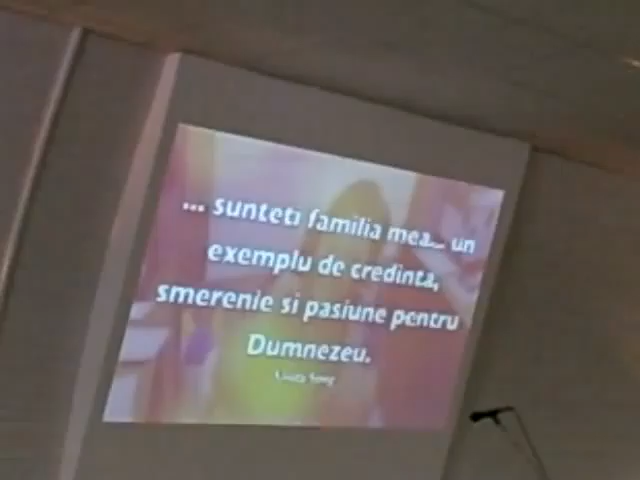 ... sunteti familia mea... un
exemplu de credinta,
smerenie si pasiune pentru
Dumnezeu.